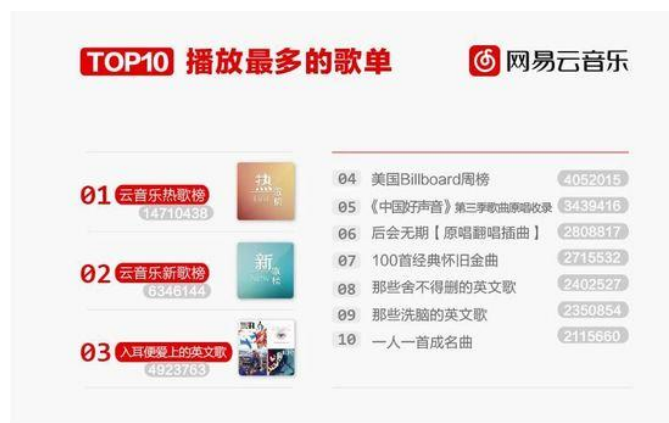 TOP10 播放最多的歌单
网易云音乐
01 云音乐热歌榜
14710438
热
歌
榜
02 云音乐新歌榜
6346144
新
歌
榜
03 入耳便爱上的英文歌
4923763
04 美国Billboard周榜 4052015
05 《中国好声音》第三季歌曲原唱收录 3439416
06 后会无期【原唱翻唱插曲】 2808817
07 100首经典怀旧金曲 2715532
08 那些舍不得删的英文歌 2402527
09 那些洗脑的英文歌 2350854
10 一人一首成名曲 2115660